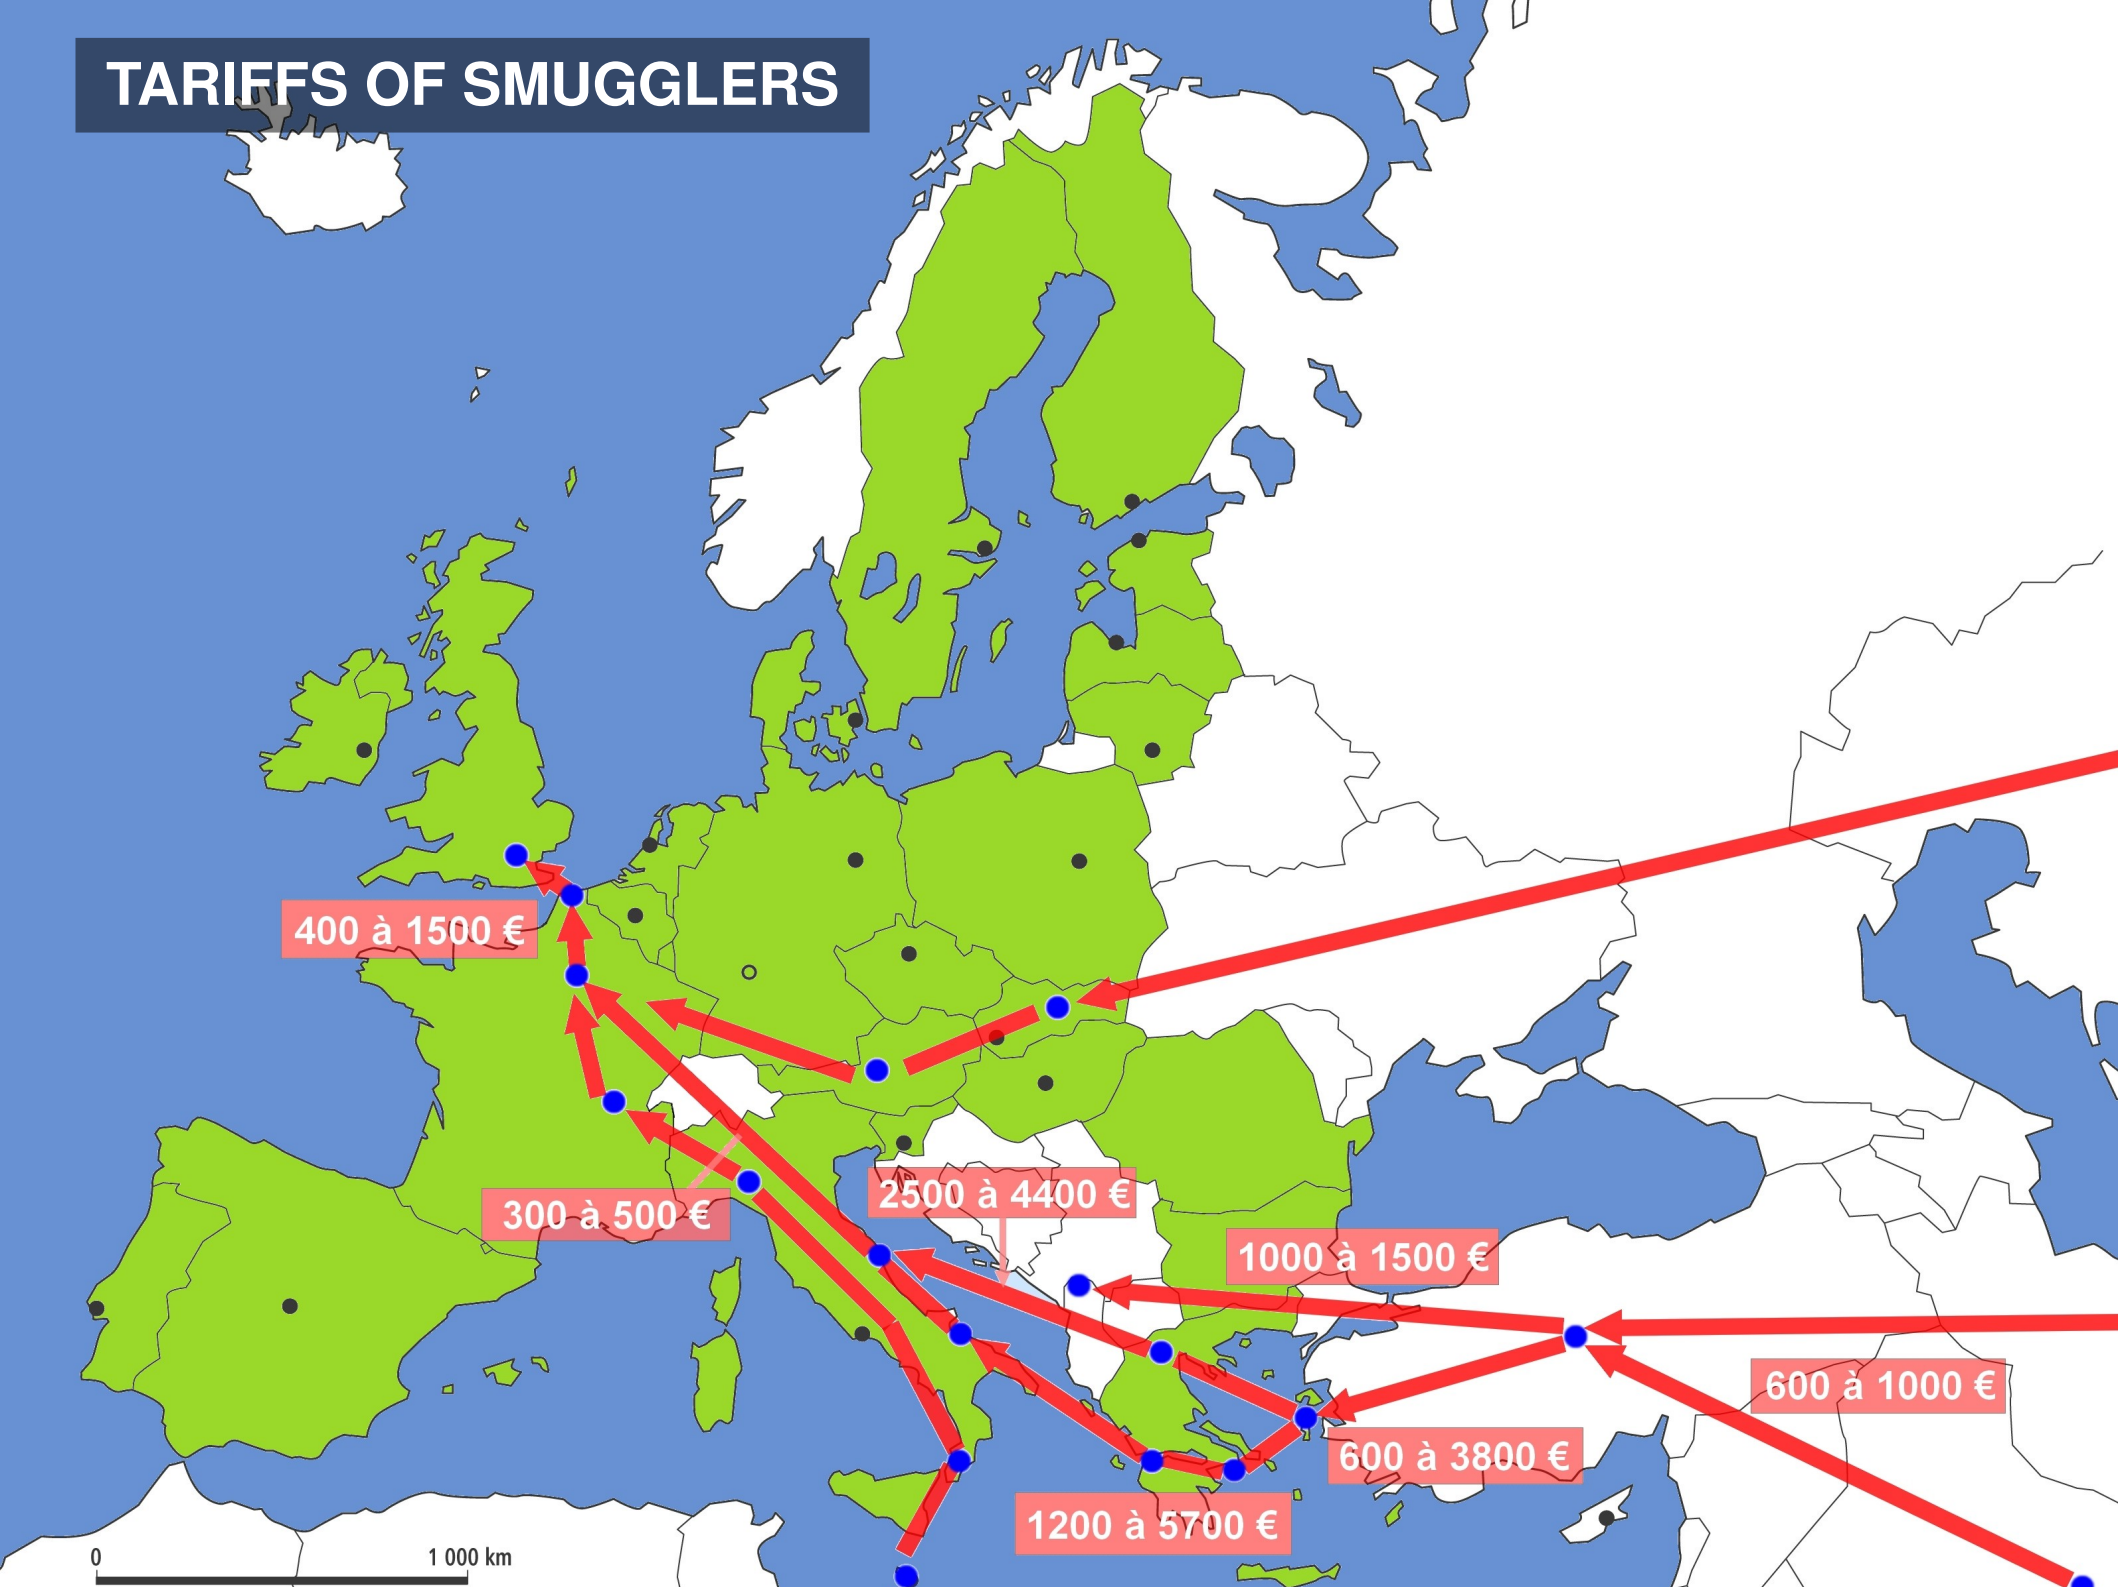 TARIFFS OF SMUGGLERS
400 à 1500 €
300 à 500 €
2500 à 4400 €
1000 à 1500 €
600 à 1000 €
600 à 3800 €
1200 à 5700 €
0 1 000 km